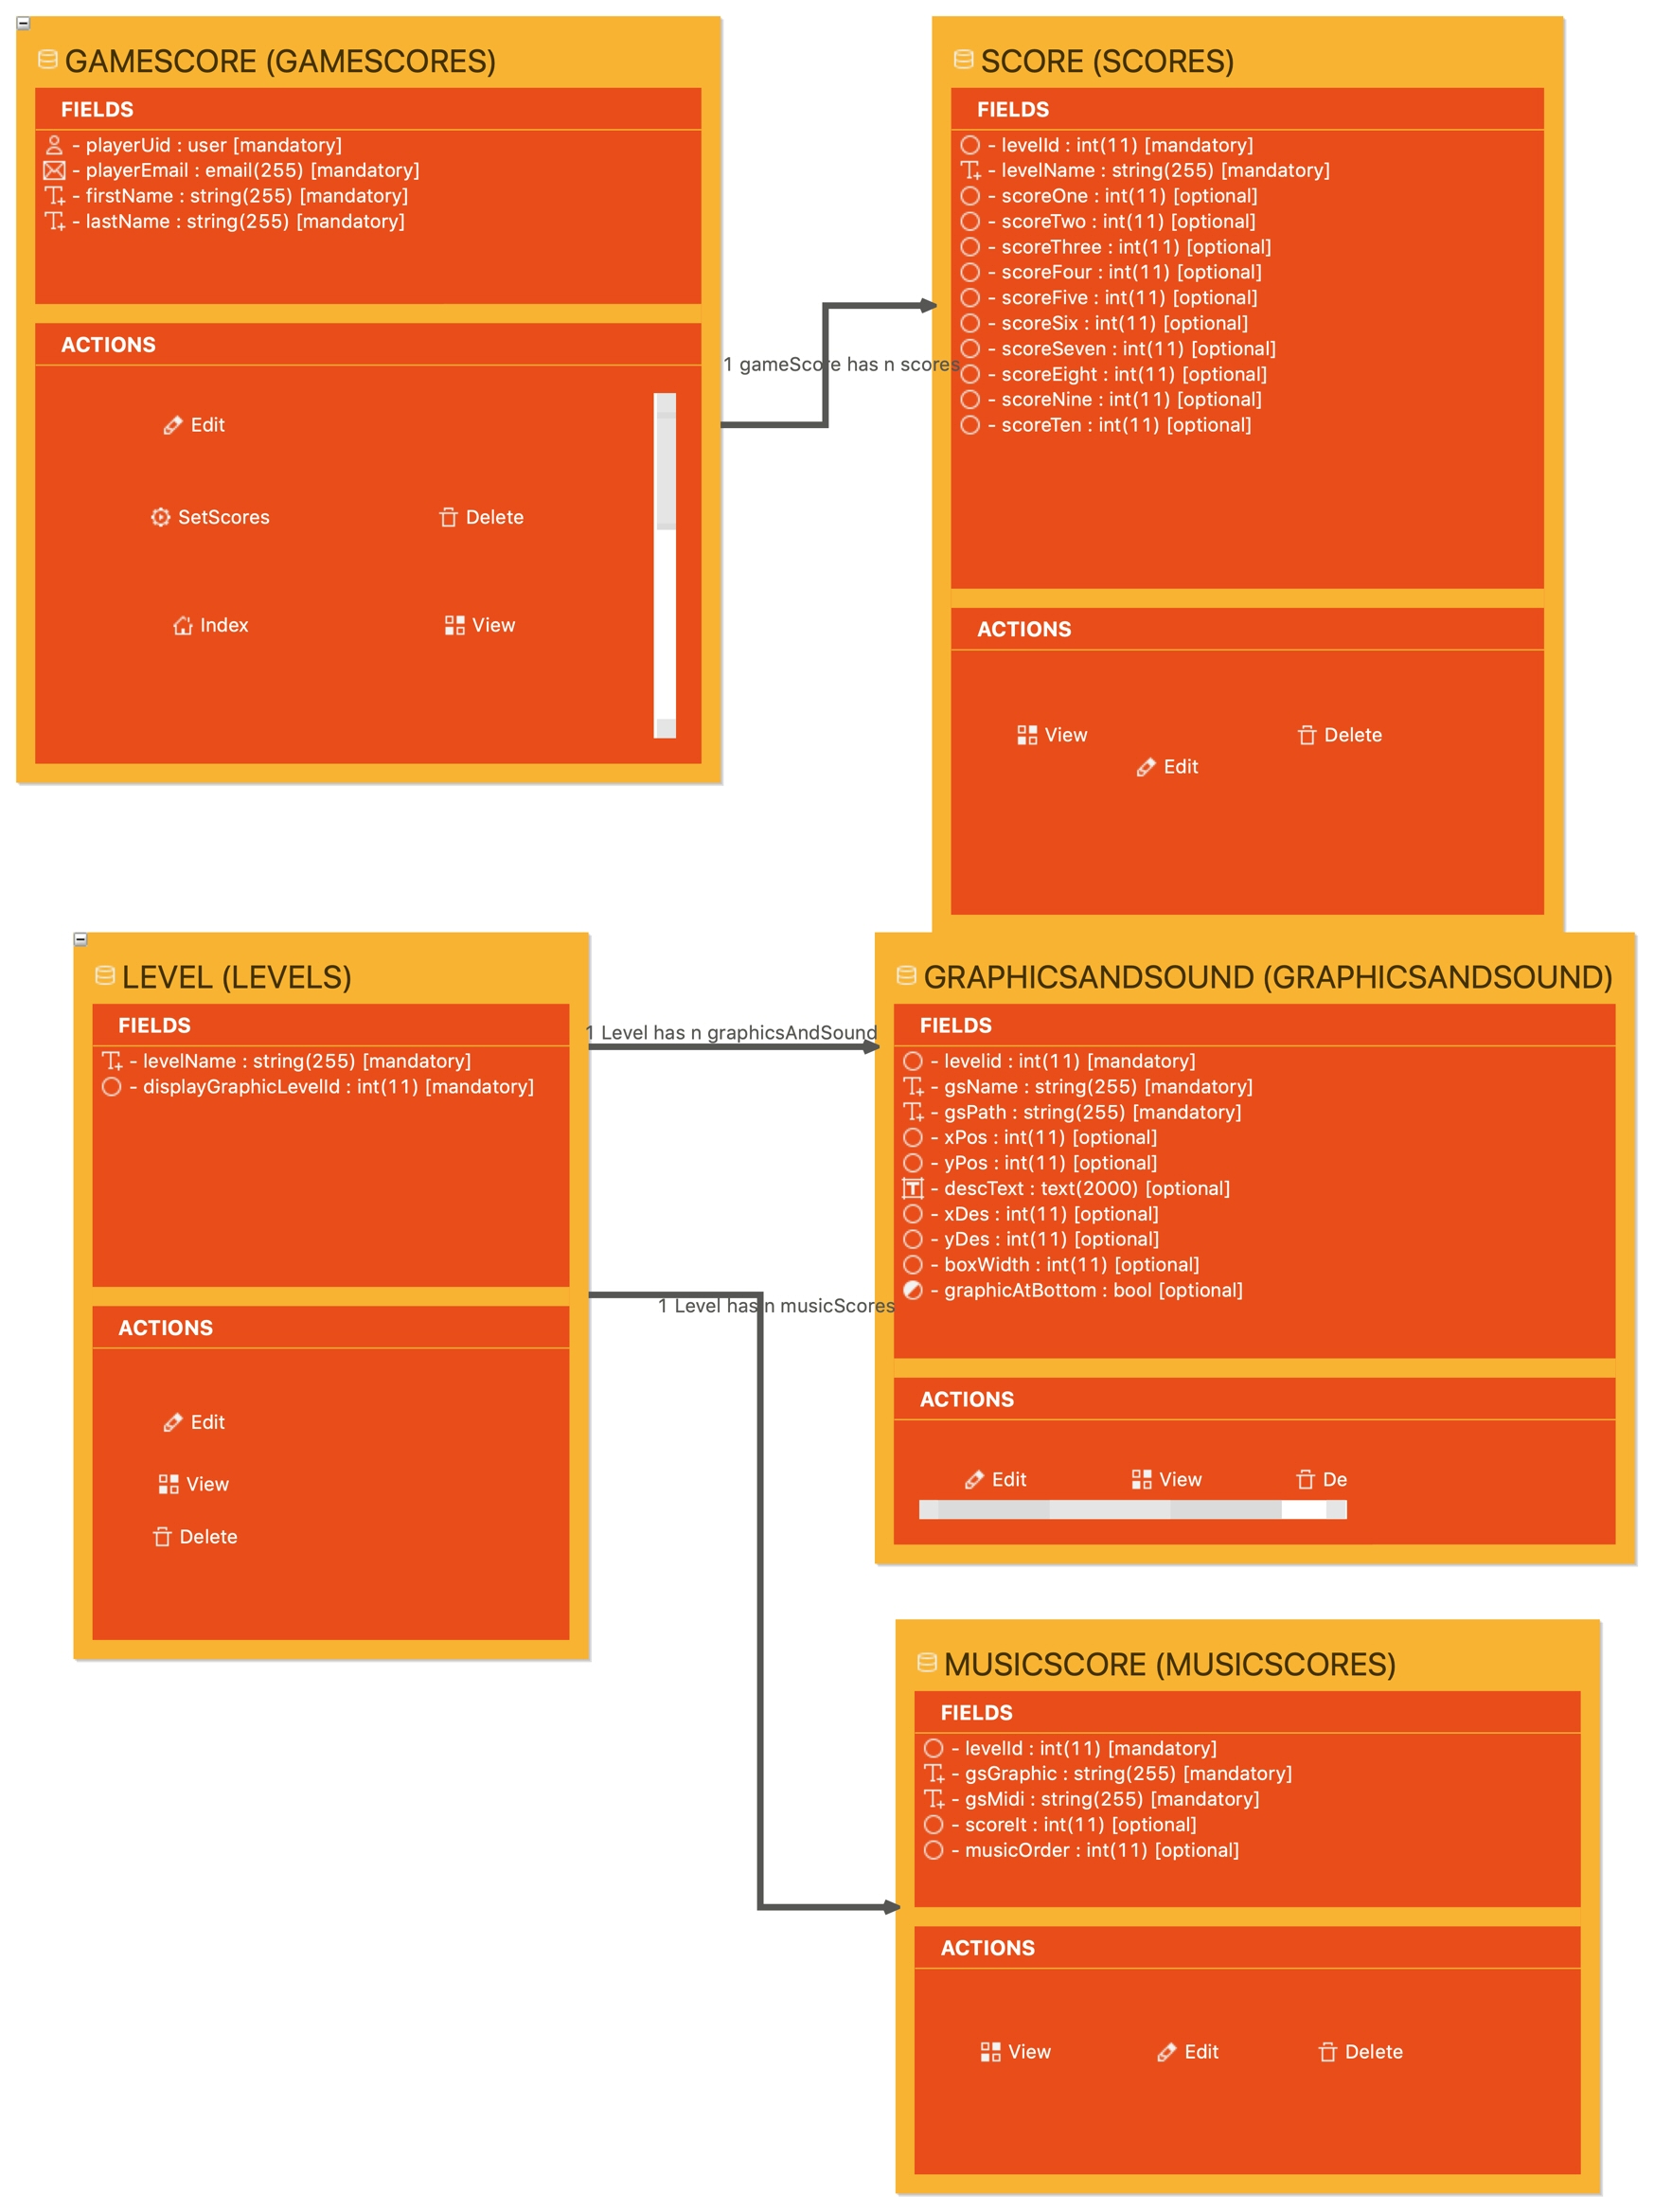 GAMESCORE (GAMESCORES)
FIELDS
- playerUid : user [mandatory]
- playerEmail : email(255) [mandatory]
- firstName : string(255) [mandatory]
- lastName : string(255) [mandatory]
ACTIONS
Edit
SetScores
Delete
Index
View
1 gameScore has n scores
SCORE (SCORES)
FIELDS
- levelId : int(11) [mandatory]
- levelName : string(255) [mandatory]
- scoreOne : int(11) [optional]
- scoreTwo : int(11) [optional]
- scoreThree : int(11) [optional]
- scoreFour : int(11) [optional]
- scoreFive : int(11) [optional]
- scoreSix : int(11) [optional]
- scoreSeven : int(11) [optional]
- scoreEight : int(11) [optional]
- scoreNine : int(11) [optional]
- scoreTen : int(11) [optional]
ACTIONS
View
Delete
Edit
LEVEL (LEVELS)
FIELDS
- levelName : string(255) [mandatory]
- displayGraphicLevelId : int(11) [mandatory]
ACTIONS
Edit
View
Delete
1 Level has n graphicsAndSound
1 Level has n musicScores
GRAPHICSANDSOUND (GRAPHICSANDSOUND)
FIELDS
- levelid : int(11) [mandatory]
- gsName : string(255) [mandatory]
- gsPath : string(255) [mandatory]
- xPos : int(11) [optional]
- yPos : int(11) [optional]
- descText : text(2000) [optional]
- xDes : int(11) [optional]
- yDes : int(11) [optional]
- boxWidth : int(11) [optional]
- graphicAtBottom : bool [optional]
ACTIONS
Edit
View
De
MUSICSCORE (MUSICSCORES)
FIELDS
- levelId : int(11) [mandatory]
- gsGraphic : string(255) [mandatory]
- gsMidi : string(255) [mandatory]
- scoreIt : int(11) [optional]
- musicOrder : int(11) [optional]
ACTIONS
View
Edit
Delete